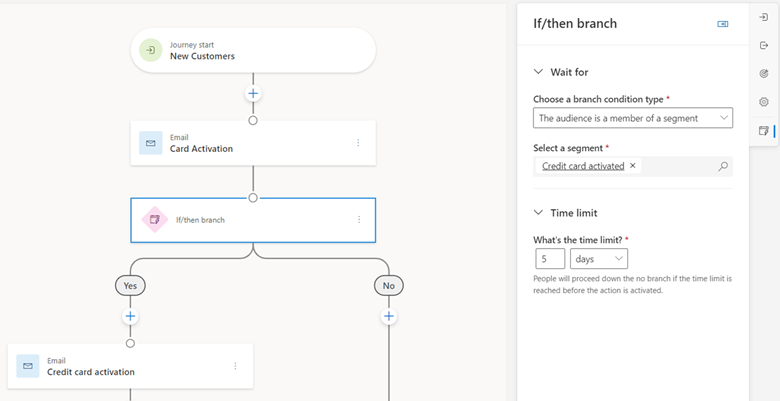 Journey start
New Customers
Email
Card Activation
If/then branch
Yes
No
Email
Credit card activation
If/then branch
Wait for
Choose a branch condition type *
The audience is a member of a segment
Select a segment *
Credit card activated ×
Time limit
What's the time limit? *
5 days
People will proceed down the no branch if the time limit is
reached before the action is activated.